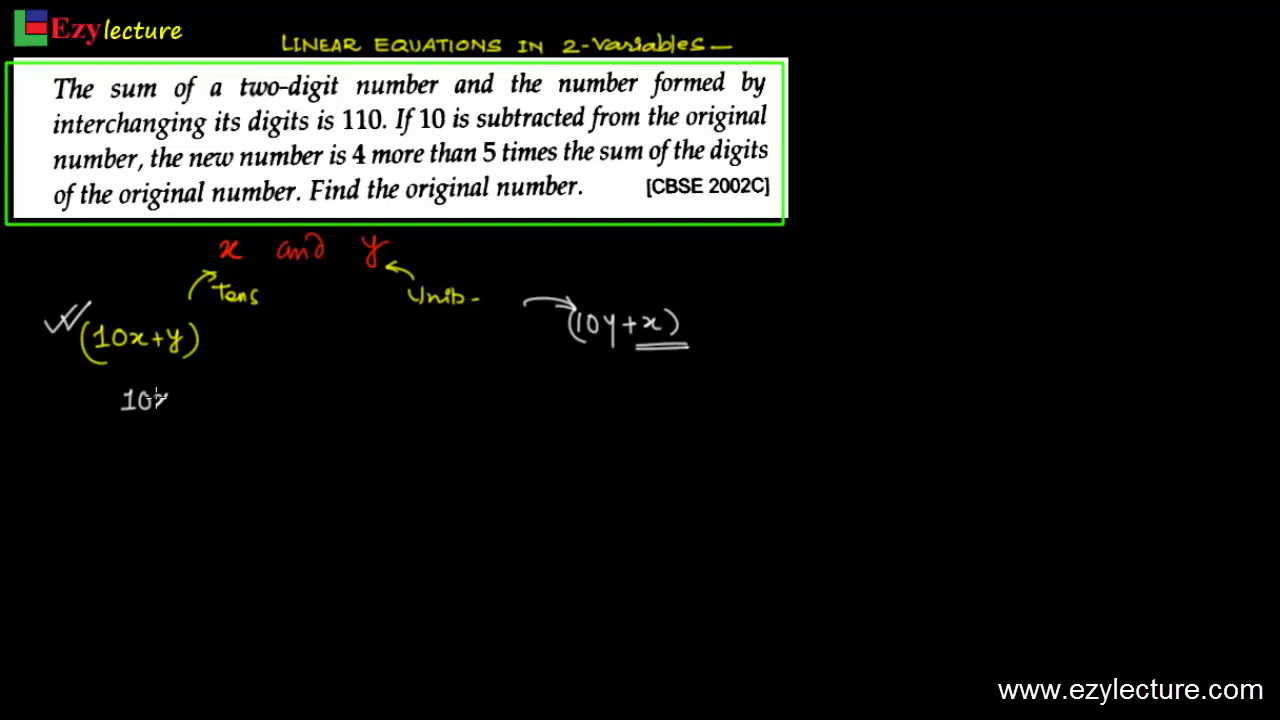 Ezylecture
LINEAR EQUATIONS IN 2-variables —
The sum of a two-digit number and the number formed by
interchanging its digits is 110. If 10 is subtracted from the original
number, the new number is 4 more than 5 times the sum of the digits
of the original number. Find the original number. [CBSE 2002C]
x and y
Tens Units -
(10x+y) (10y+x)
10x
www.ezylecture.com